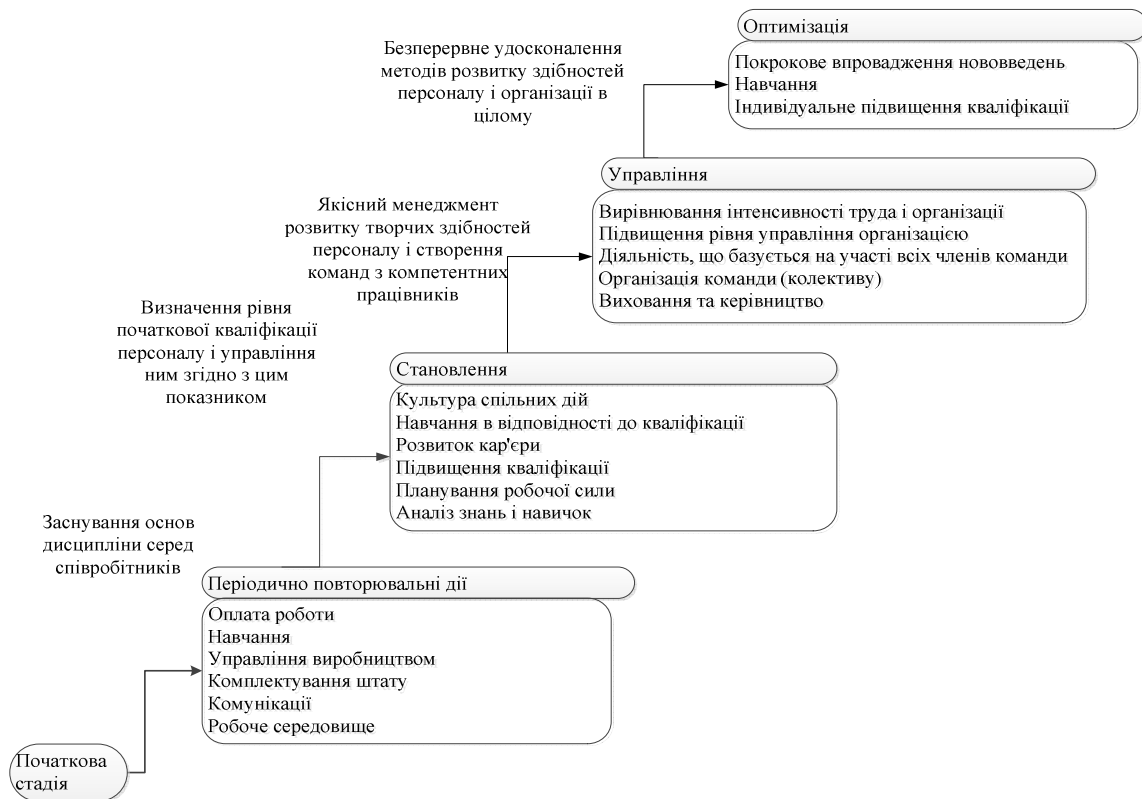 Оптимізація
Покрокове впровадження нововведень
Навчання
Індивідуальне підвищення кваліфікації
Безперервне удосконалення
методів розвитку здібностей
персоналу і організації в
цілому
Управління
Вирівнювання інтенсивності труда і організації
Підвищення рівня управління організацією
Діяльність, що базується на участі всіх членів команди
Організація команди (колективу)
Виховання та керівництво
Якісний менеджмент
розвитку творчих здібностей
персоналу і створення
команд з компетентних
працівників
Становлення
Культура спільних дій
Навчання в відповідності до кваліфікації
Розвиток кар'єри
Підвищення кваліфікації
Планування робочої сили
Аналіз знань і навичок
Визначення рівня
початкової кваліфікації
персоналу і управління
ним згідно з цим
показником
Періодично повторювальні дії
Оплата роботи
Навчання
Управління виробництвом
Комплектування штату
Комунікації
Робоче середовище
Заснування основ
дисципліни серед
співробітників
Початкова
стадія